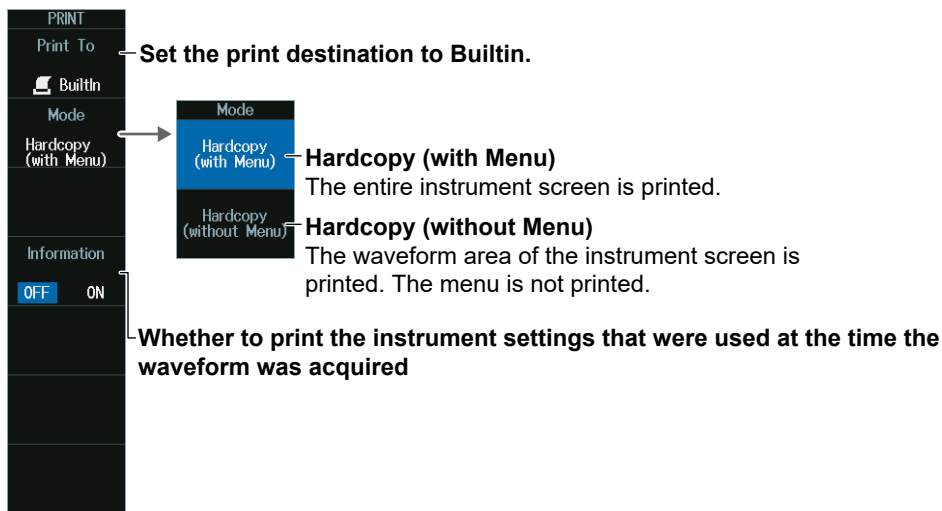 PRINT
Print To
BuiltIn
Set the print destination to Builtin.
Mode
Hardcopy
(with Menu)
Mode
Hardcopy
(with Menu)
Hardcopy (with Menu)
The entire instrument screen is printed.
Hardcopy
(without Menu)
Hardcopy (without Menu)
The waveform area of the instrument screen is
printed. The menu is not printed.
Information
OFF ON
Whether to print the instrument settings that were used at the time the
waveform was acquired